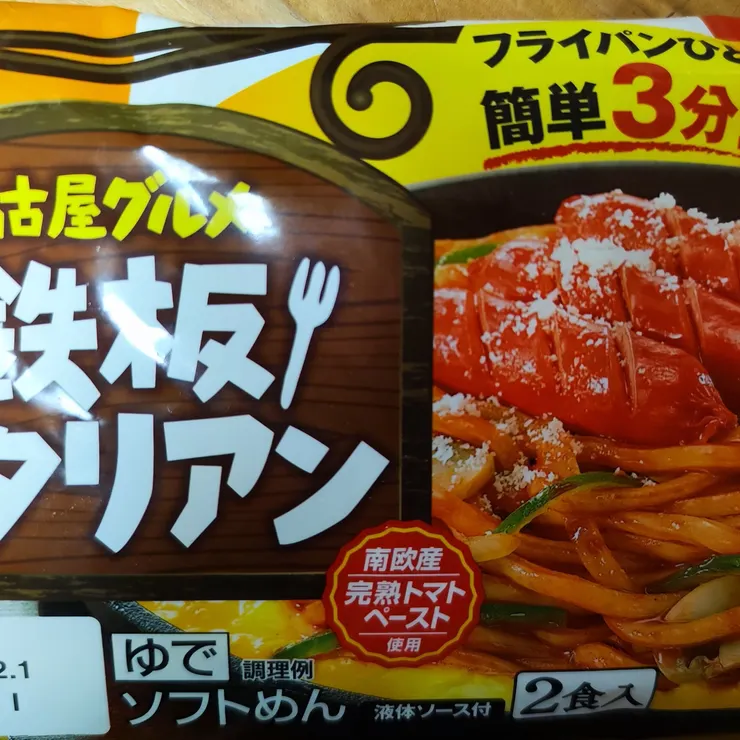 フライパンひと
簡単3分
古屋グルメ
鉄板
タリアン
南欧産
完熟トマト
ペースト
使用
2.1
I
ゆで
調理例
ソフトめん
液体ソース付
2食入